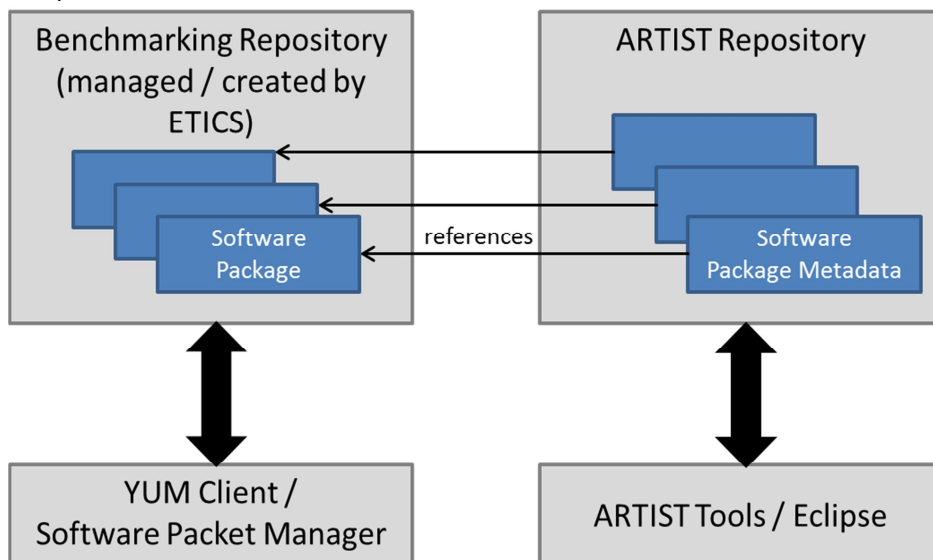 Benchmarking Repository
(managed / created by
ETICS)
Software
Package
references
ARTIST Repository
Software
Package Metadata
YUM Client /
Software Packet Manager
ARTIST Tools / Eclipse